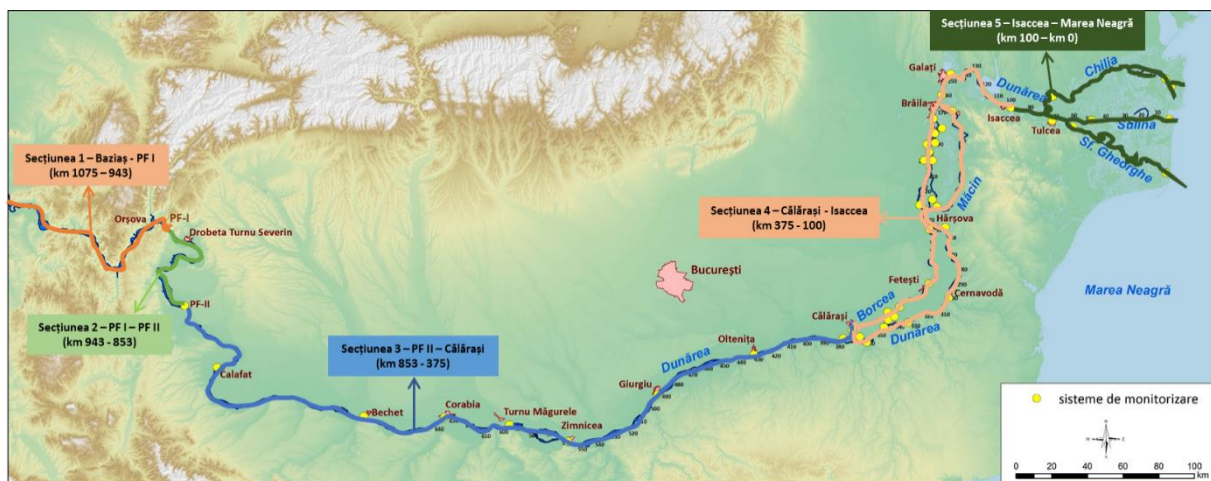 Secțiunea 5 – Isaccea – Marea Neagră
(km 100 – km 0)
Galați
Chilia
Dunărea
Brăila
Isaccea
Tulcea
Sulina
Sf. Gheorghe
Măcin
Secțiunea 1 – Baziaș - PF I
(km 1075 – 943)
Orșova
PF-I
Drobeta Turnu Severin
Secțiunea 4 – Călărași - Isaccea
(km 375 - 100)
Hârșova
București
Fetești
Cernavodă
Marea Neagră
PF-II
Borcea
Călărași
Dunărea
Secțiunea 2 – PF I – PF II
(km 943 - 853)
Secțiunea 3 – PF II – Călărași
(km 853 - 375)
Oltenița
Dunărea
Calafat
Giurgiu
Bechet
Corabia
Turnu Măgurele
Zimnicea
sisteme de monitorizare
N
W E
S
0 20 40 60 80 100
km